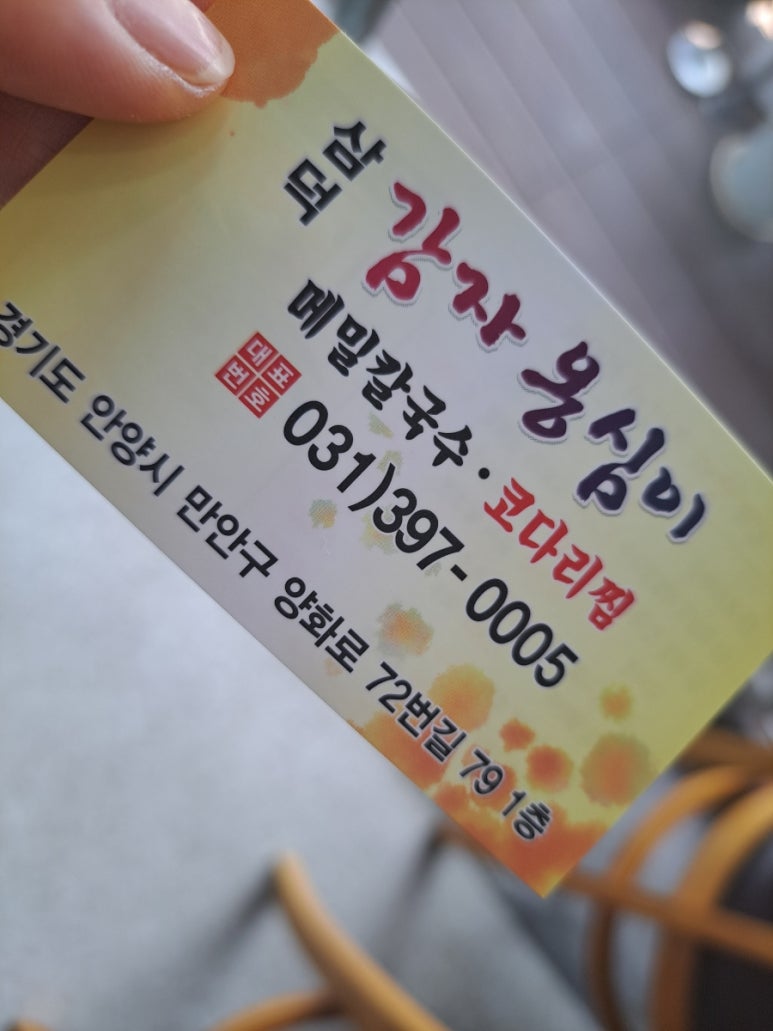 삼덕 감자옹심이
메밀칼국수·코다리찜
대표번호 031)397-0005
경기도 안양시 만안구 양화로 72번길 79 1층